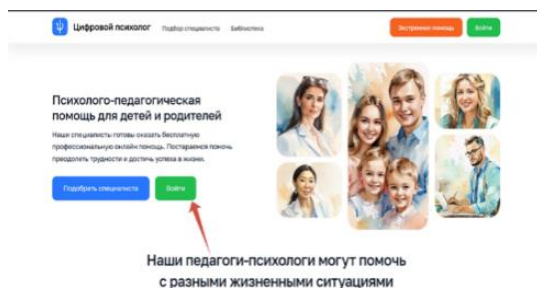 Цифровой психолог
Подбор специалиста
Библиотека
Экстренная помощь
Войти
Психолого-педагогическая
помощь для детей и родителей
Наши специалисты готовы оказать бесплатную
профессиональную онлайн помощь. Постараемся помочь
преодолеть трудности и достичь успеха в жизни.
Подобрать специалиста
Войти
Наши педагоги-психологи могут помочь
с разными жизненными ситуациями